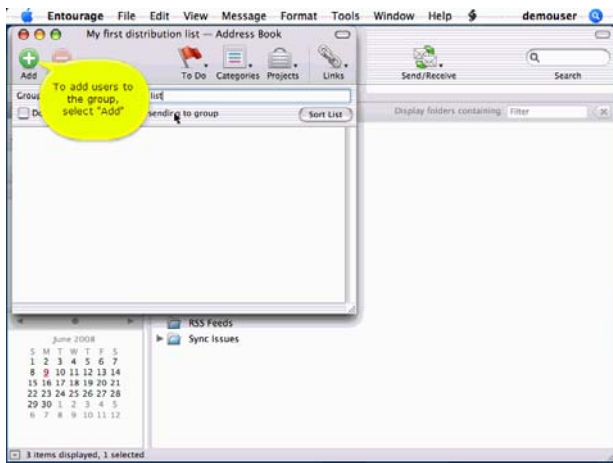 Entourage File Edit View Message Format Tools Window Help demouser
My first distribution list — Address Book
Add To Do Categories Projects Links Send/Receive Search
To add users to
the group,
select "Add"
Group list
Do sending to group Sort List Display folders containing: Filter
RSS Feeds
Sync Issues
June 2008
S M T W T F S
1 2 3 4 5 6 7
8 9 10 11 12 13 14
15 16 17 18 19 20 21
22 23 24 25 26 27 28
29 30 1 2 3 4 5
6 7 8 9 10 11 12
3 items displayed, 1 selected